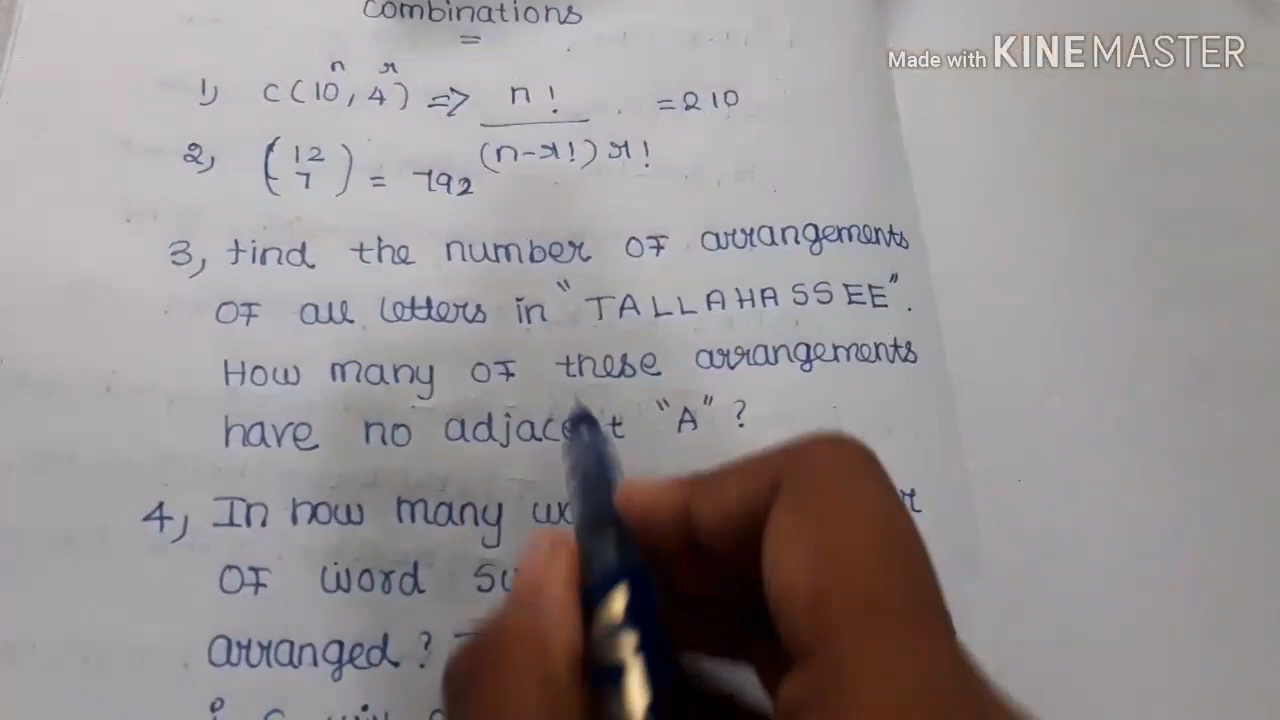 Made with KINEMASTER
combinations
=
n r
1) C(10, 4) => n! / (n-r!) r! = 210
2, (12 7) = 792
3, find the number of arrangements
of all letters in "TALLAHASSEE".
How many of these arrangements
have no adjacent "A"?
4, In how many
of word
arranged?